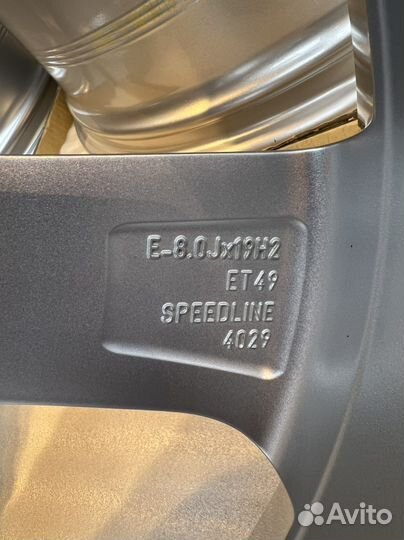 E-8.0Jx19H2
ET49
SPEEDLINE
4029
Avito